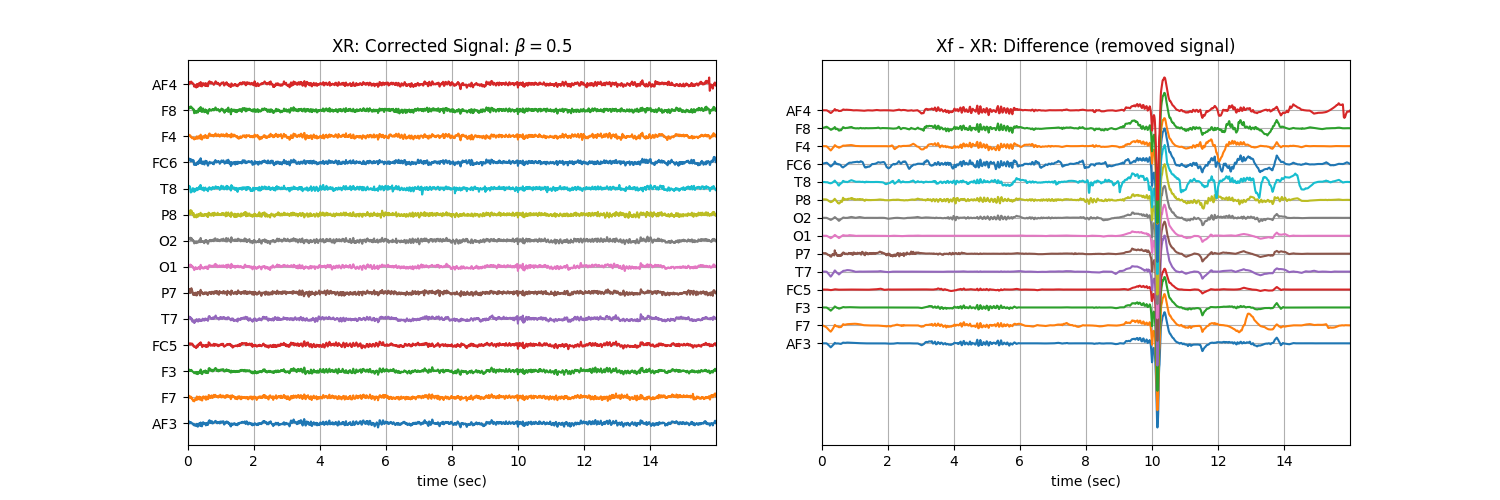 XR: Corrected Signal: β = 0.5
AF4
F8
F4
FC6
T8
P8
O2
O1
P7
T7
FC5
F3
F7
AF3
0 2 4 6 8 10 12 14
time (sec)
Xf - XR: Difference (removed signal)
AF4
F8
F4
FC6
T8
P8
O2
O1
P7
T7
FC5
F3
F7
AF3
0 2 4 6 8 10 12 14
time (sec)